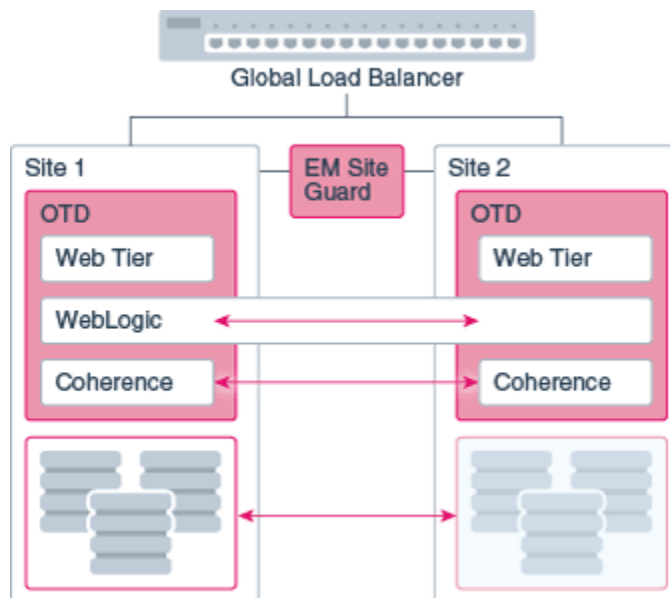 Global Load Balancer
Site 1
EM Site
Guard
Site 2
OTD
Web Tier
WebLogic
Coherence
OTD
Web Tier
Coherence